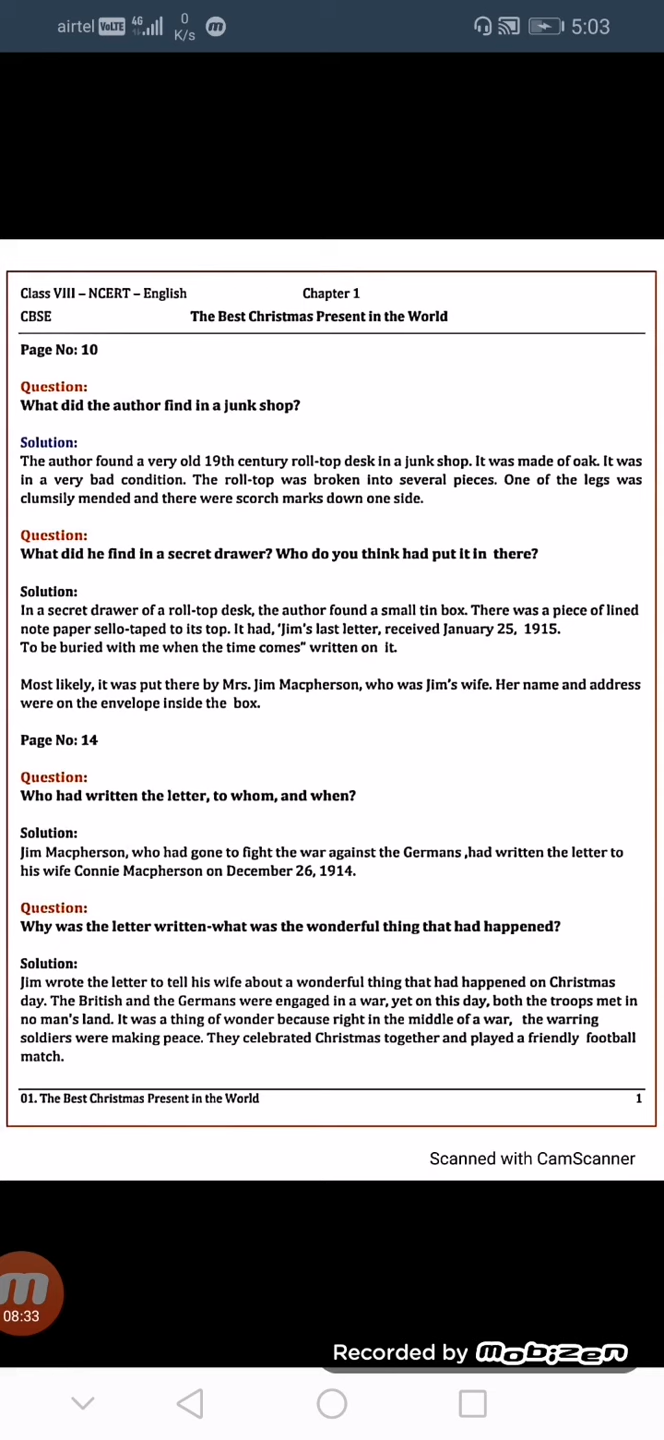 airtel VoLTE 4G 0 K/s m 5:03
Class VIII – NCERT – English Chapter 1
CBSE The Best Christmas Present in the World
Page No: 10
Question:
What did the author find in a junk shop?
Solution:
The author found a very old 19th century roll-top desk in a junk shop. It was made of oak. It was
in a very bad condition. The roll-top was broken into several pieces. One of the legs was
clumsily mended and there were scorch marks down one side.
Question:
What did he find in a secret drawer? Who do you think had put it in there?
Solution:
In a secret drawer of a roll-top desk, the author found a small tin box. There was a piece of lined
note paper sello-taped to its top. It had, 'Jim's last letter, received January 25, 1915.
To be buried with me when the time comes" written on it.
Most likely, it was put there by Mrs. Jim Macpherson, who was Jim's wife. Her name and address
were on the envelope inside the box.
Page No: 14
Question:
Who had written the letter, to whom, and when?
Solution:
Jim Macpherson, who had gone to fight the war against the Germans ,had written the letter to
his wife Connie Macpherson on December 26, 1914.
Question:
Why was the letter written-what was the wonderful thing that had happened?
Solution:
Jim wrote the letter to tell his wife about a wonderful thing that had happened on Christmas
day. The British and the Germans were engaged in a war, yet on this day, both the troops met in
no man's land. It was a thing of wonder because right in the middle of a war, the warring
soldiers were making peace. They celebrated Christmas together and played a friendly football
match.
01. The Best Christmas Present in the World 1
Scanned with CamScanner
m
08:33
Recorded by mobizen